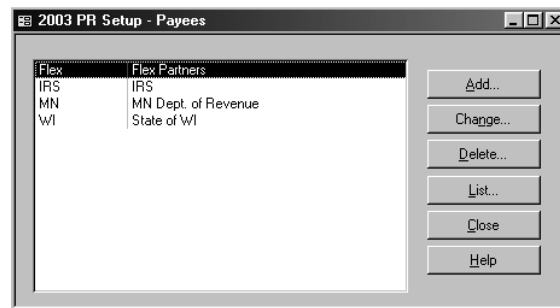 2003 PR Setup - Payees
Flex Flex Partners
IRS IRS
MN MN Dept. of Revenue
WI State of WI
Add...
Change...
Delete...
List...
Close
Help